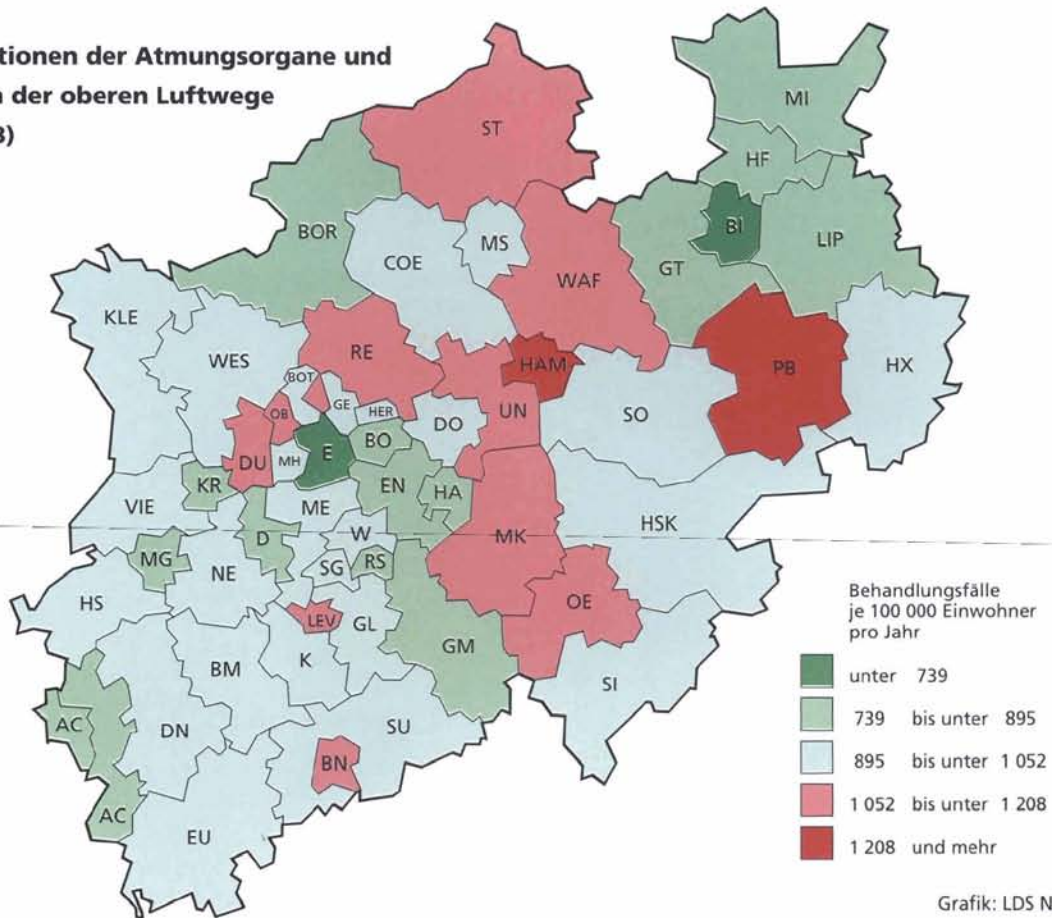 tionen der Atmungsorgane und
der oberen Luftwege
ST
MI
HF
BOR
BI
LIP
MS
COE
GT
WAF
KLE
WES
RE
HAM
PB
HX
BOT
GE
HER
OB
DO
UN
SO
DU
MH
E
BO
KR
EN
HA
VIE
ME
HSK
D
W
MK
MG
NE
SG
RS
HS
OE
LEV
GL
GM
K
BM
SI
AC
DN
SU
BN
AC
EU
Behandlungsfälle
je 100 000 Einwohner
pro Jahr
unter 739
739 bis unter 895
895 bis unter 1 052
1 052 bis unter 1 208
1 208 und mehr
Grafik: LDS N